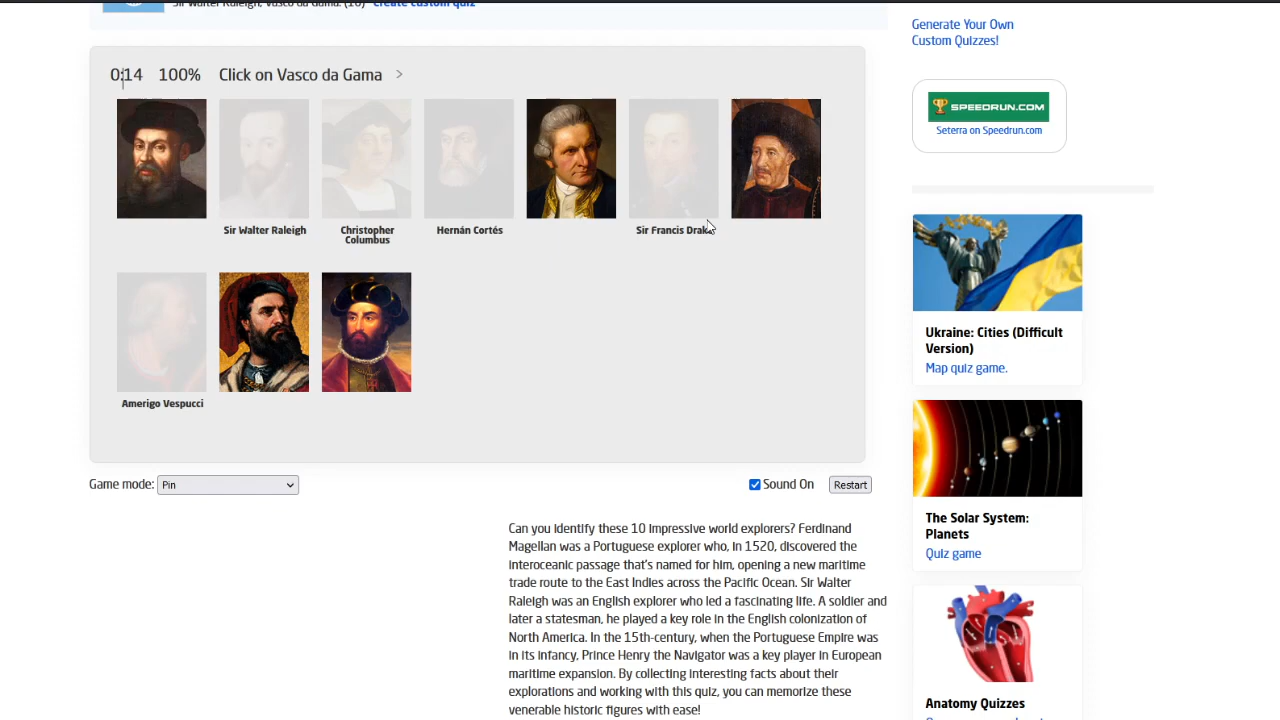 Sir Walter Raleigh, Vasco da Gama. (10) Create custom quiz
0:14 100% Click on Vasco da Gama >
Sir Walter Raleigh
Christopher
Columbus
Hernán Cortés
Sir Francis Drake
Amerigo Vespucci
Game mode: Pin
Sound On
Restart
Can you identify these 10 impressive world explorers? Ferdinand
Magellan was a Portuguese explorer who, in 1520, discovered the
interoceanic passage that's named for him, opening a new maritime
trade route to the East Indies across the Pacific Ocean. Sir Walter
Raleigh was an English explorer who led a fascinating life. A soldier and
later a statesman, he played a key role in the English colonization of
North America. In the 15th-century, when the Portuguese Empire was
in its infancy, Prince Henry the Navigator was a key player in European
maritime expansion. By collecting interesting facts about their
explorations and working with this quiz, you can memorize these
venerable historic figures with ease!
Generate Your Own
Custom Quizzes!
SPEEDRUN.COM
Seterra on Speedrun.com
Ukraine: Cities (Difficult
Version)
Map quiz game.
The Solar System:
Planets
Quiz game
Anatomy Quizzes